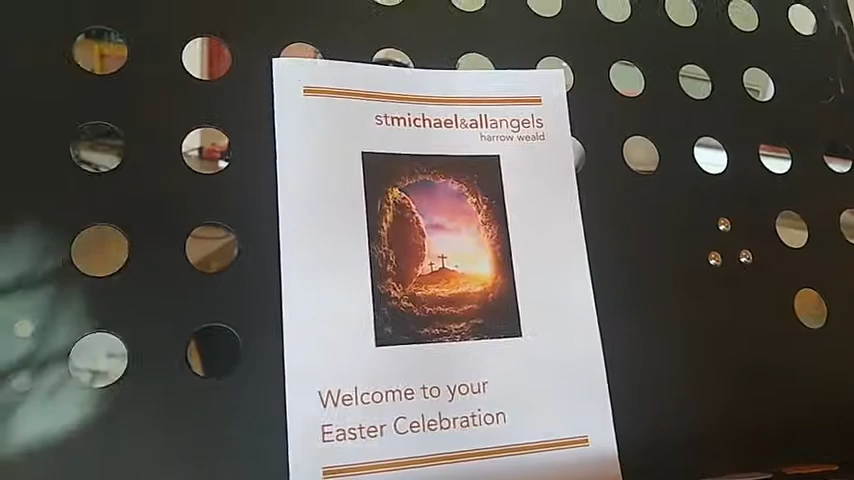 stmichael&allangels
harrow weald
Welcome to your
Easter Celebration